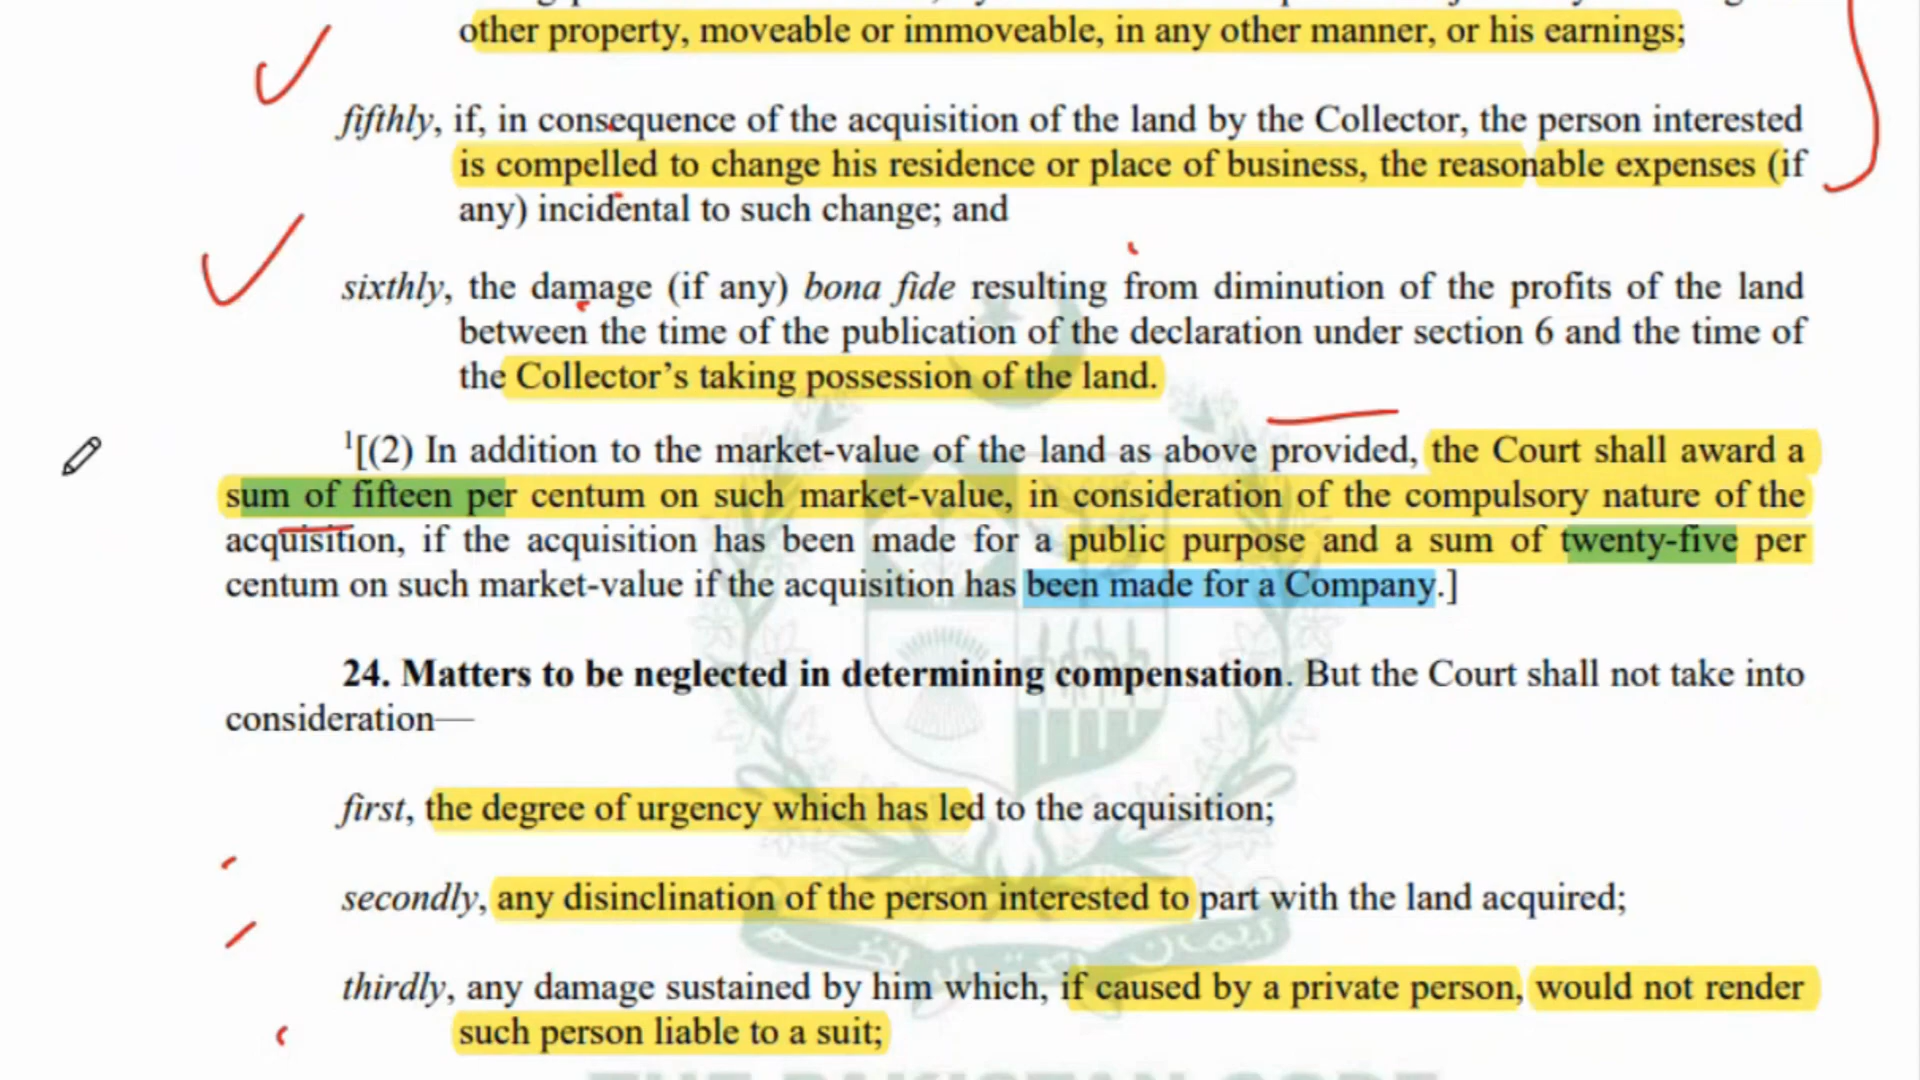 other property, moveable or immoveable, in any other manner, or his earnings;
fifthly, if, in consequence of the acquisition of the land by the Collector, the person interested
is compelled to change his residence or place of business, the reasonable expenses (if
any) incidental to such change; and
sixthly, the damage (if any) bona fide resulting from diminution of the profits of the land
between the time of the publication of the declaration under section 6 and the time of
the Collector’s taking possession of the land.
1[(2) In addition to the market-value of the land as above provided, the Court shall award a
sum of fifteen per centum on such market-value, in consideration of the compulsory nature of the
acquisition, if the acquisition has been made for a public purpose and a sum of twenty-five per
centum on such market-value if the acquisition has been made for a Company.]
24. Matters to be neglected in determining compensation. But the Court shall not take into
consideration—
first, the degree of urgency which has led to the acquisition;
secondly, any disinclination of the person interested to part with the land acquired;
thirdly, any damage sustained by him which, if caused by a private person, would not render
such person liable to a suit;
THE PAKISTAN CODE